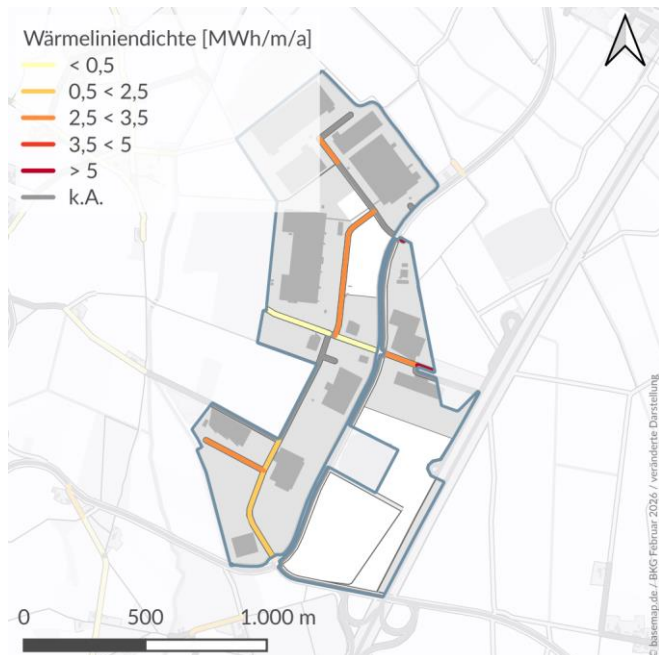 Wärmeliniendichte [MWh/m/a]
< 0,5
0,5 < 2,5
2,5 < 3,5
3,5 < 5
> 5
k.A.
0 500 1.000 m
© basemap.de / BKG Februar 2026 / veränderte Darstellung